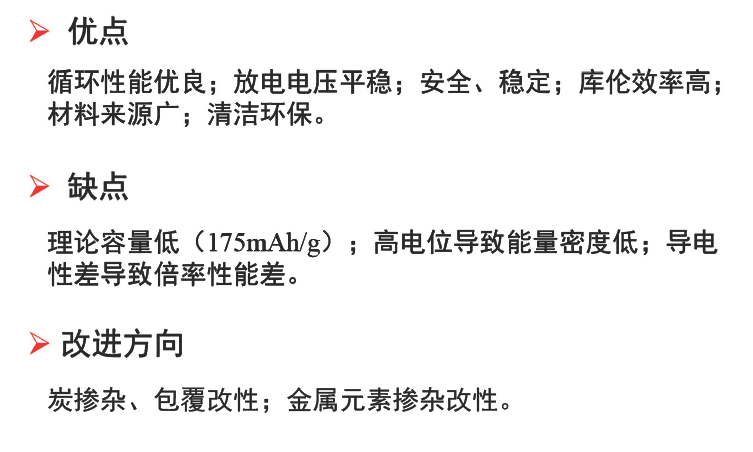 优点
循环性能优良；放电电压平稳；安全、稳定；库伦效率高；
材料来源广；清洁环保。
缺点
理论容量低（175mAh/g）；高电位导致能量密度低；导电
性差导致倍率性能差。
改进方向
炭掺杂、包覆改性；金属元素掺杂改性。